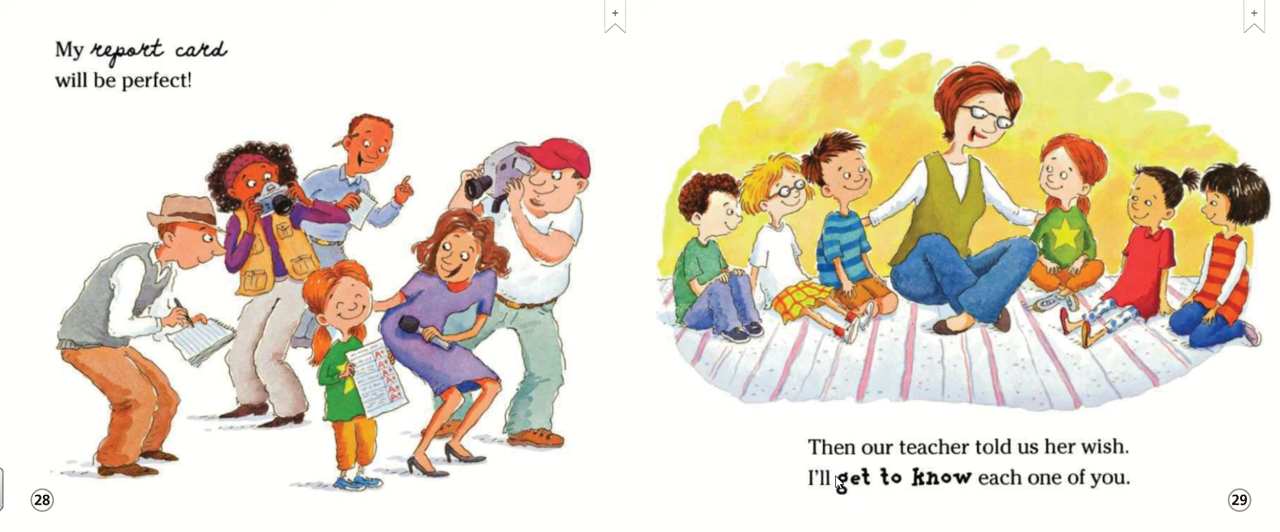 My report card
will be perfect!
A+
A+
A+
A+
A+
28
Then our teacher told us her wish.
I'll get to know each one of you.
29